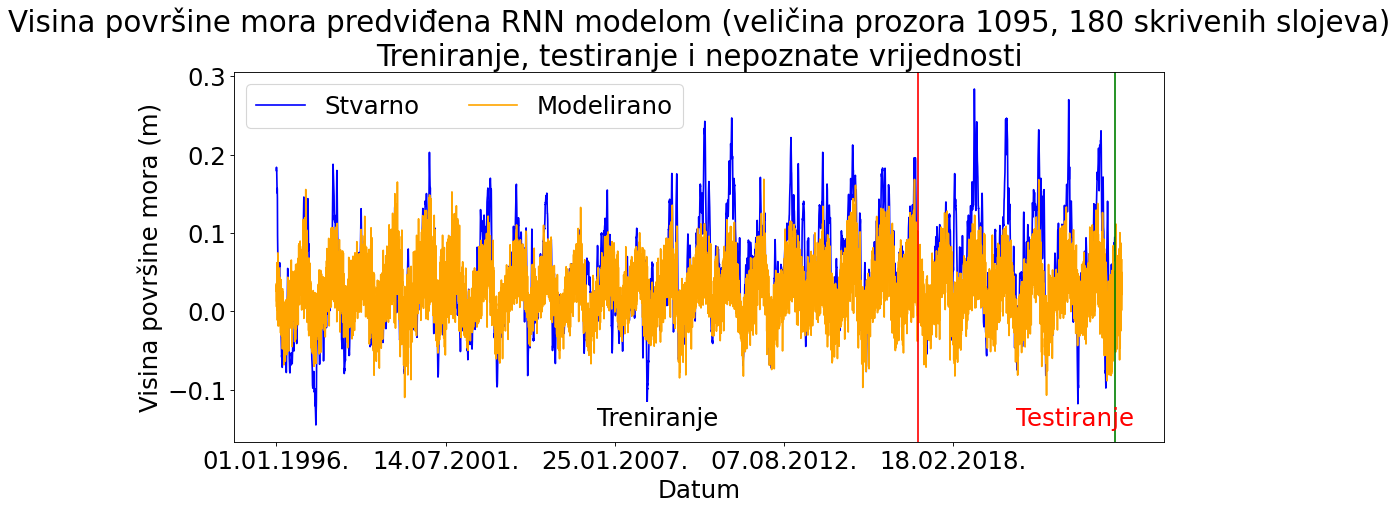 Visina površine mora predviđena RNN modelom (veličina prozora 1095, 180 skrivenih slojeva)
Treniranje, testiranje i nepoznate vrijednosti
Stvarno
Modelirano
Visina površine mora (m)
0.3
0.2
0.1
0.0
−0.1
Treniranje
Testiranje
01.01.1996.
14.07.2001.
25.01.2007.
07.08.2012.
18.02.2018.
Datum